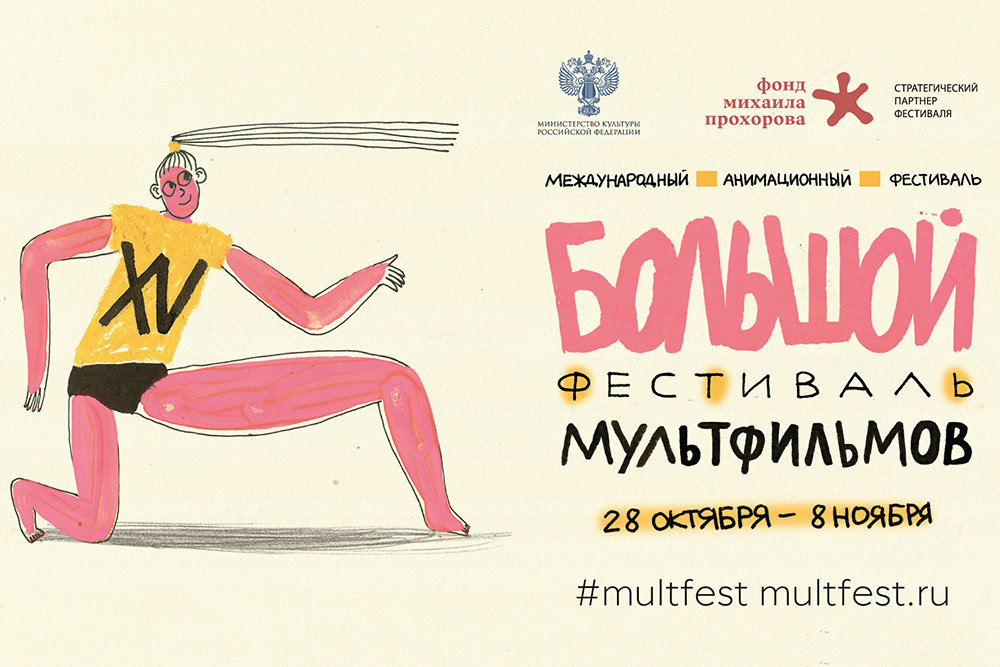 МИНИСТЕРСТВО КУЛЬТУРЫ
РОССИЙСКОЙ ФЕДЕРАЦИИ
фонд
михаила
прохорова
СТРАТЕГИЧЕСКИЙ
ПАРТНЕР
ФЕСТИВАЛЯ
МЕЖДУНАРОДНЫЙ АНИМАЦИОННЫЙ ФЕСТИВАЛЬ
БОЛЬШОЙ
ФЕСТИВАЛЬ
МУЛЬТФИЛЬМОВ
28 ОКТЯБРЯ – 8 НОЯБРЯ
#multfest multfest.ru
XV